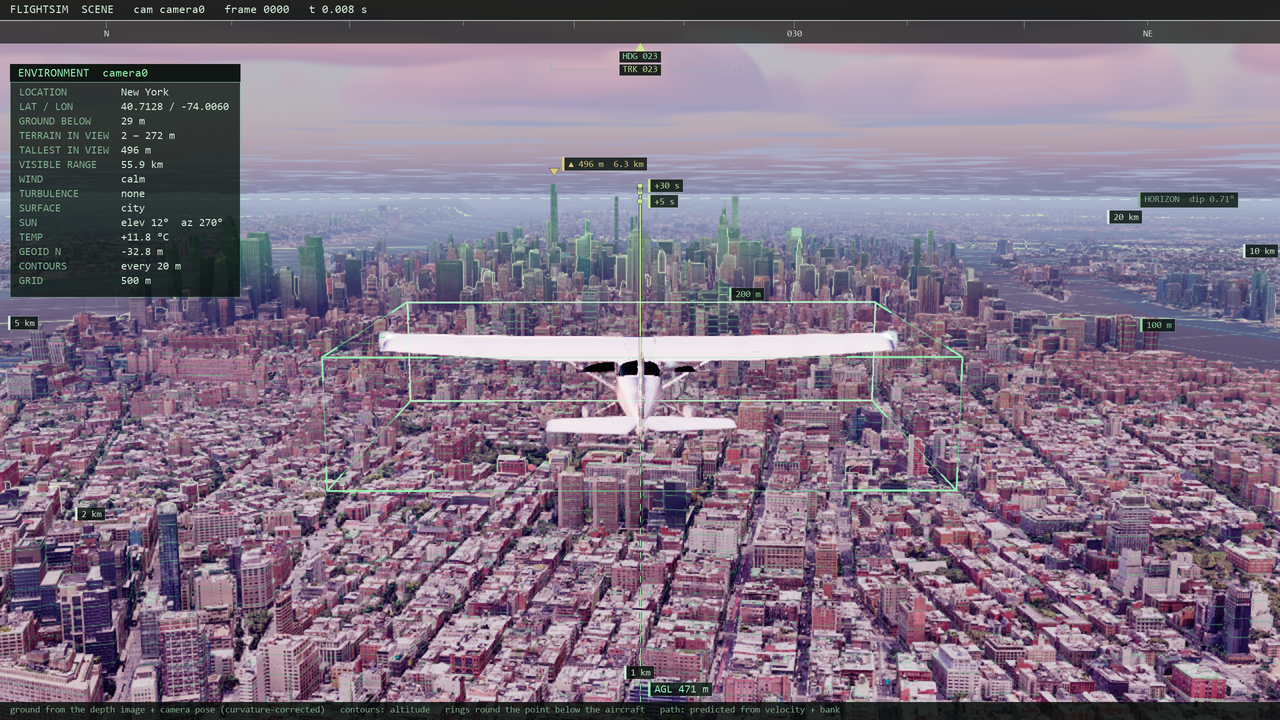 FLIGHTSIM SCENE cam camera0 frame 0000 t 0.008 s
N 030 NE
HDG 023
TRK 023
ENVIRONMENT camera0
LOCATION New York
LAT / LON 40.7128 / -74.0060
GROUND BELOW 29 m
TERRAIN IN VIEW 2 – 272 m
TALLEST IN VIEW 496 m
VISIBLE RANGE 55.9 km
WIND calm
TURBULENCE none
SURFACE city
SUN elev 12° az 270°
TEMP +11.8 °C
GEOID N -32.8 m
CONTOURS every 20 m
GRID 500 m
▲ 496 m 6.3 km
+30 s
+5 s
HORIZON dip 0.71°
20 km
10 km
200 m
5 km
100 m
2 km
1 km
AGL 471 m
ground from the depth image + camera pose (curvature-corrected) contours: altitude rings round the point below the aircraft path: predicted from velocity + bank